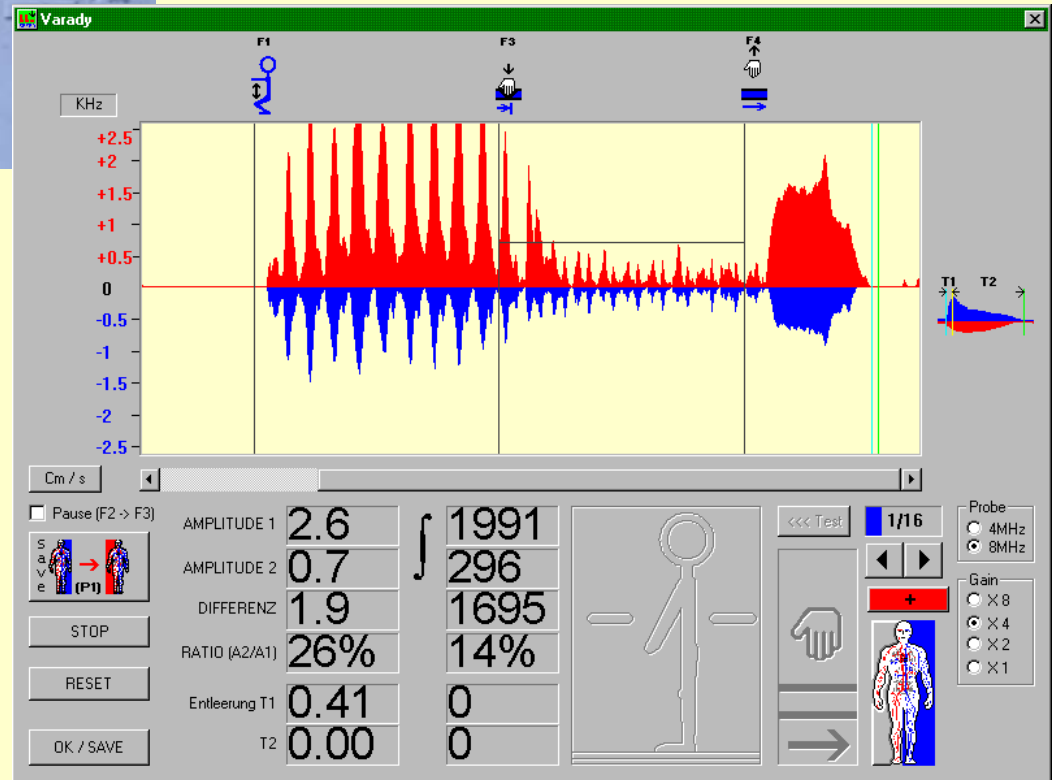 Varady
F1 F3 F4
KHz
+2.5
+2
+1.5
+1
+0.5
0
-0.5
-1
-1.5
-2
-2.5
T1 T2
Cm / s
Pause (F2 -> F3)
Save
(P1)
STOP
RESET
OK / SAVE
AMPLITUDE 1 2.6 ∫ 1991
AMPLITUDE 2 0.7 296
DIFFERENZ 1.9 1695
RATIO (A2/A1) 26% 14%
Entleerung T1 0.41 0
T2 0.00 0
<<< Test
1/16
+
Probe
4MHz
8MHz
Gain
X 8
X 4
X 2
X 1